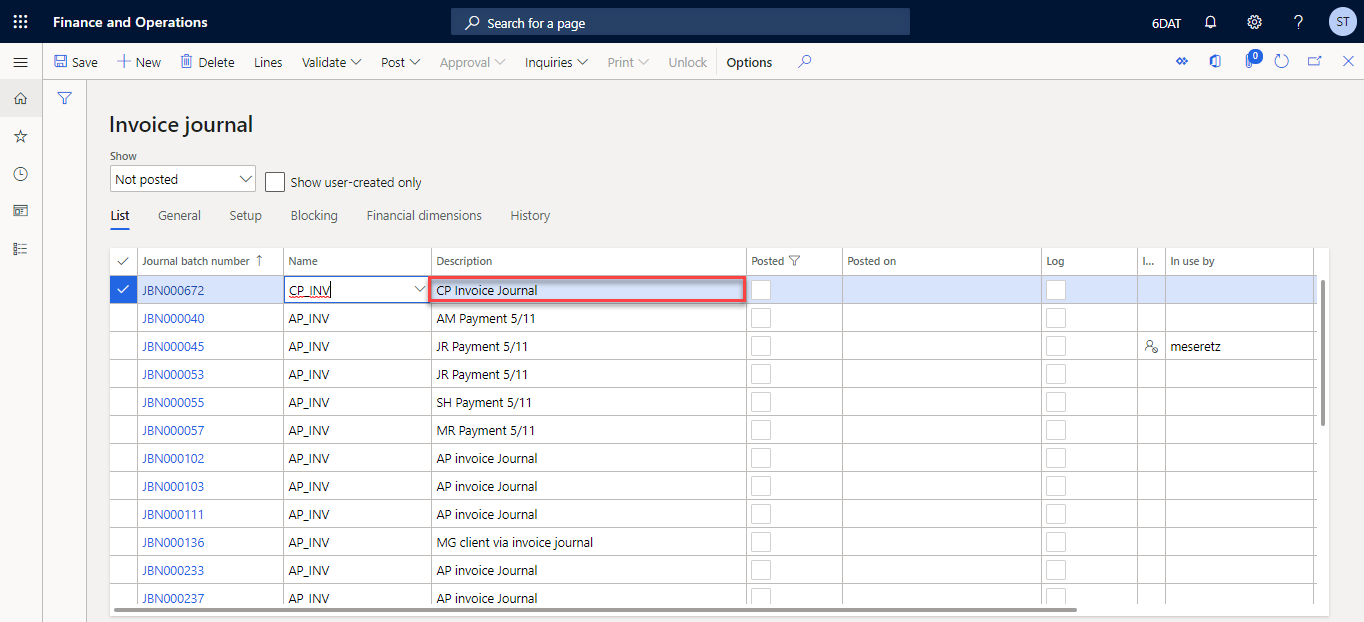 Finance and Operations Search for a page 6DAT ST
Save New Delete Lines Validate Post Approval Inquiries Print Unlock Options 0
Invoice journal
Show
Not posted Show user-created only
List General Setup Blocking Financial dimensions History
Journal batch number Name Description Posted Posted on Log I... In use by
JBN000672 CP_INV CP Invoice Journal
JBN000040 AP_INV AM Payment 5/11
JBN000045 AP_INV JR Payment 5/11 meseretz
JBN000053 AP_INV JR Payment 5/11
JBN000055 AP_INV SH Payment 5/11
JBN000057 AP_INV MR Payment 5/11
JBN000102 AP_INV AP invoice Journal
JBN000103 AP_INV AP invoice Journal
JBN000111 AP_INV AP invoice Journal
JBN000136 AP_INV MG client via invoice journal
JBN000233 AP_INV AP invoice Journal
JBN000237 AP_INV AP invoice Journal